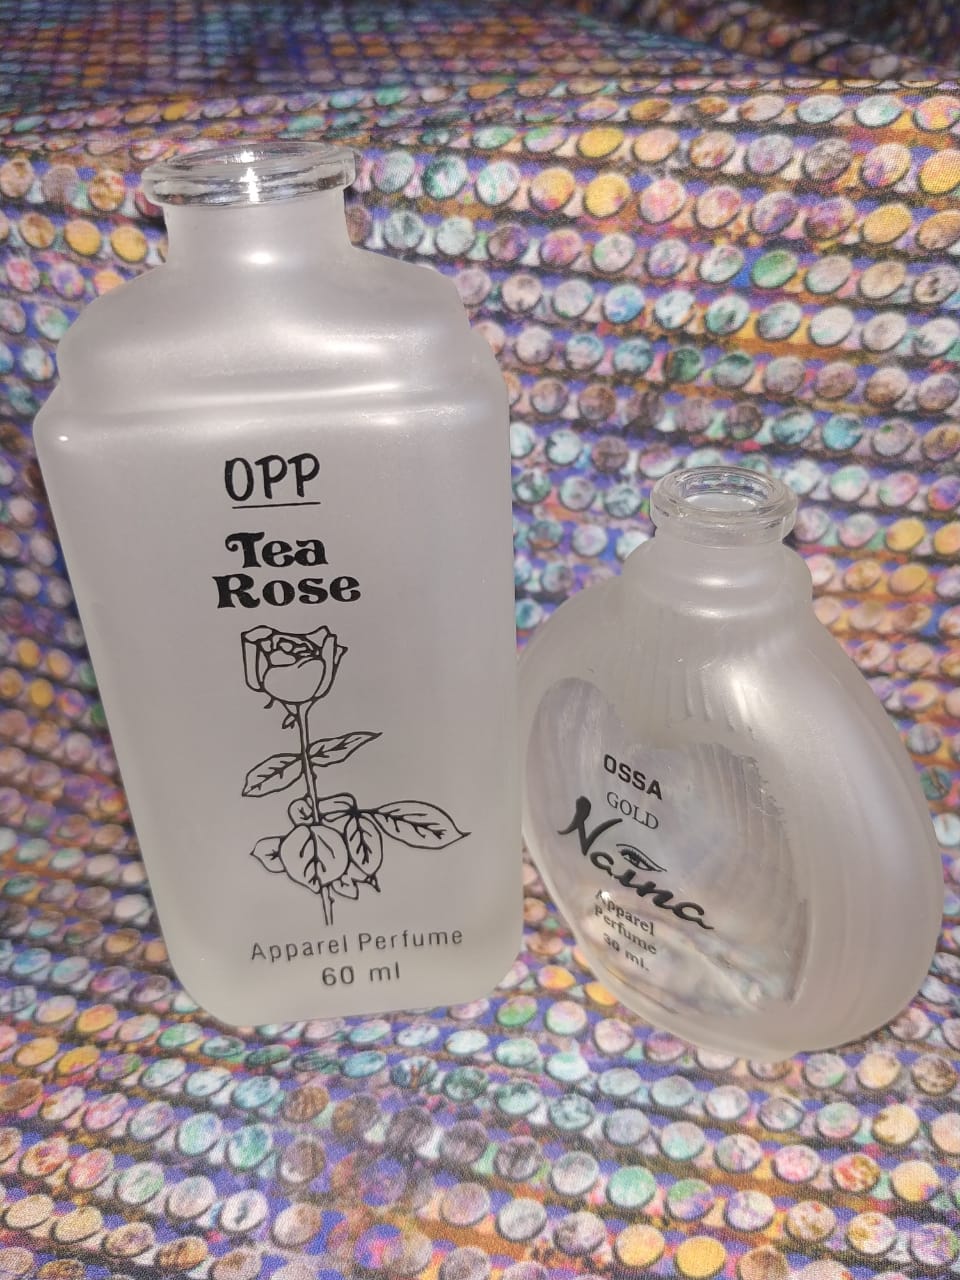 OPP
Tea
Rose
Apparel Perfume
60 ml
OSSA
GOLD
Naina
Apparel
Perfume
30 ml.